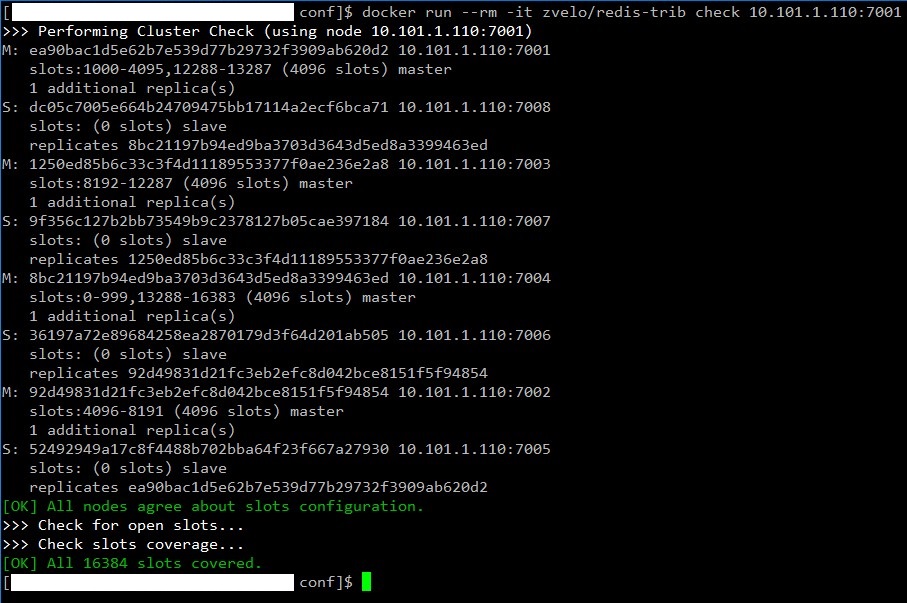 [ conf]$ docker run --rm -it zvelo/redis-trib check 10.101.1.110:7001
>>> Performing Cluster Check (using node 10.101.1.110:7001)
M: ea90bac1d5e62b7e539d77b29732f3909ab620d2 10.101.1.110:7001
slots:1000-4095,12288-13287 (4096 slots) master
1 additional replica(s)
S: dc05c7005e664b24709475bb17114a2ecf6bca71 10.101.1.110:7008
slots: (0 slots) slave
replicates 8bc21197b94ed9ba3703d3643d5ed8a3399463ed
M: 1250ed85b6c33c3f4d11189553377f0ae236e2a8 10.101.1.110:7003
slots:8192-12287 (4096 slots) master
1 additional replica(s)
S: 9f356c127b2bb73549b9c2378127b05cae397184 10.101.1.110:7007
slots: (0 slots) slave
replicates 1250ed85b6c33c3f4d11189553377f0ae236e2a8
M: 8bc21197b94ed9ba3703d3643d5ed8a3399463ed 10.101.1.110:7004
slots:0-999,13288-16383 (4096 slots) master
1 additional replica(s)
S: 36197a72e89684258ea2870179d3f64d201ab505 10.101.1.110:7006
slots: (0 slots) slave
replicates 92d49831d21fc3eb2efc8d042bce8151f5f94854
M: 92d49831d21fc3eb2efc8d042bce8151f5f94854 10.101.1.110:7002
slots:4096-8191 (4096 slots) master
1 additional replica(s)
S: 52492949a17c8f4488b702bba64f23f667a27930 10.101.1.110:7005
slots: (0 slots) slave
replicates ea90bac1d5e62b7e539d77b29732f3909ab620d2
[OK] All nodes agree about slots configuration.
>>> Check for open slots...
>>> Check slots coverage...
[OK] All 16384 slots covered.
[ conf]$